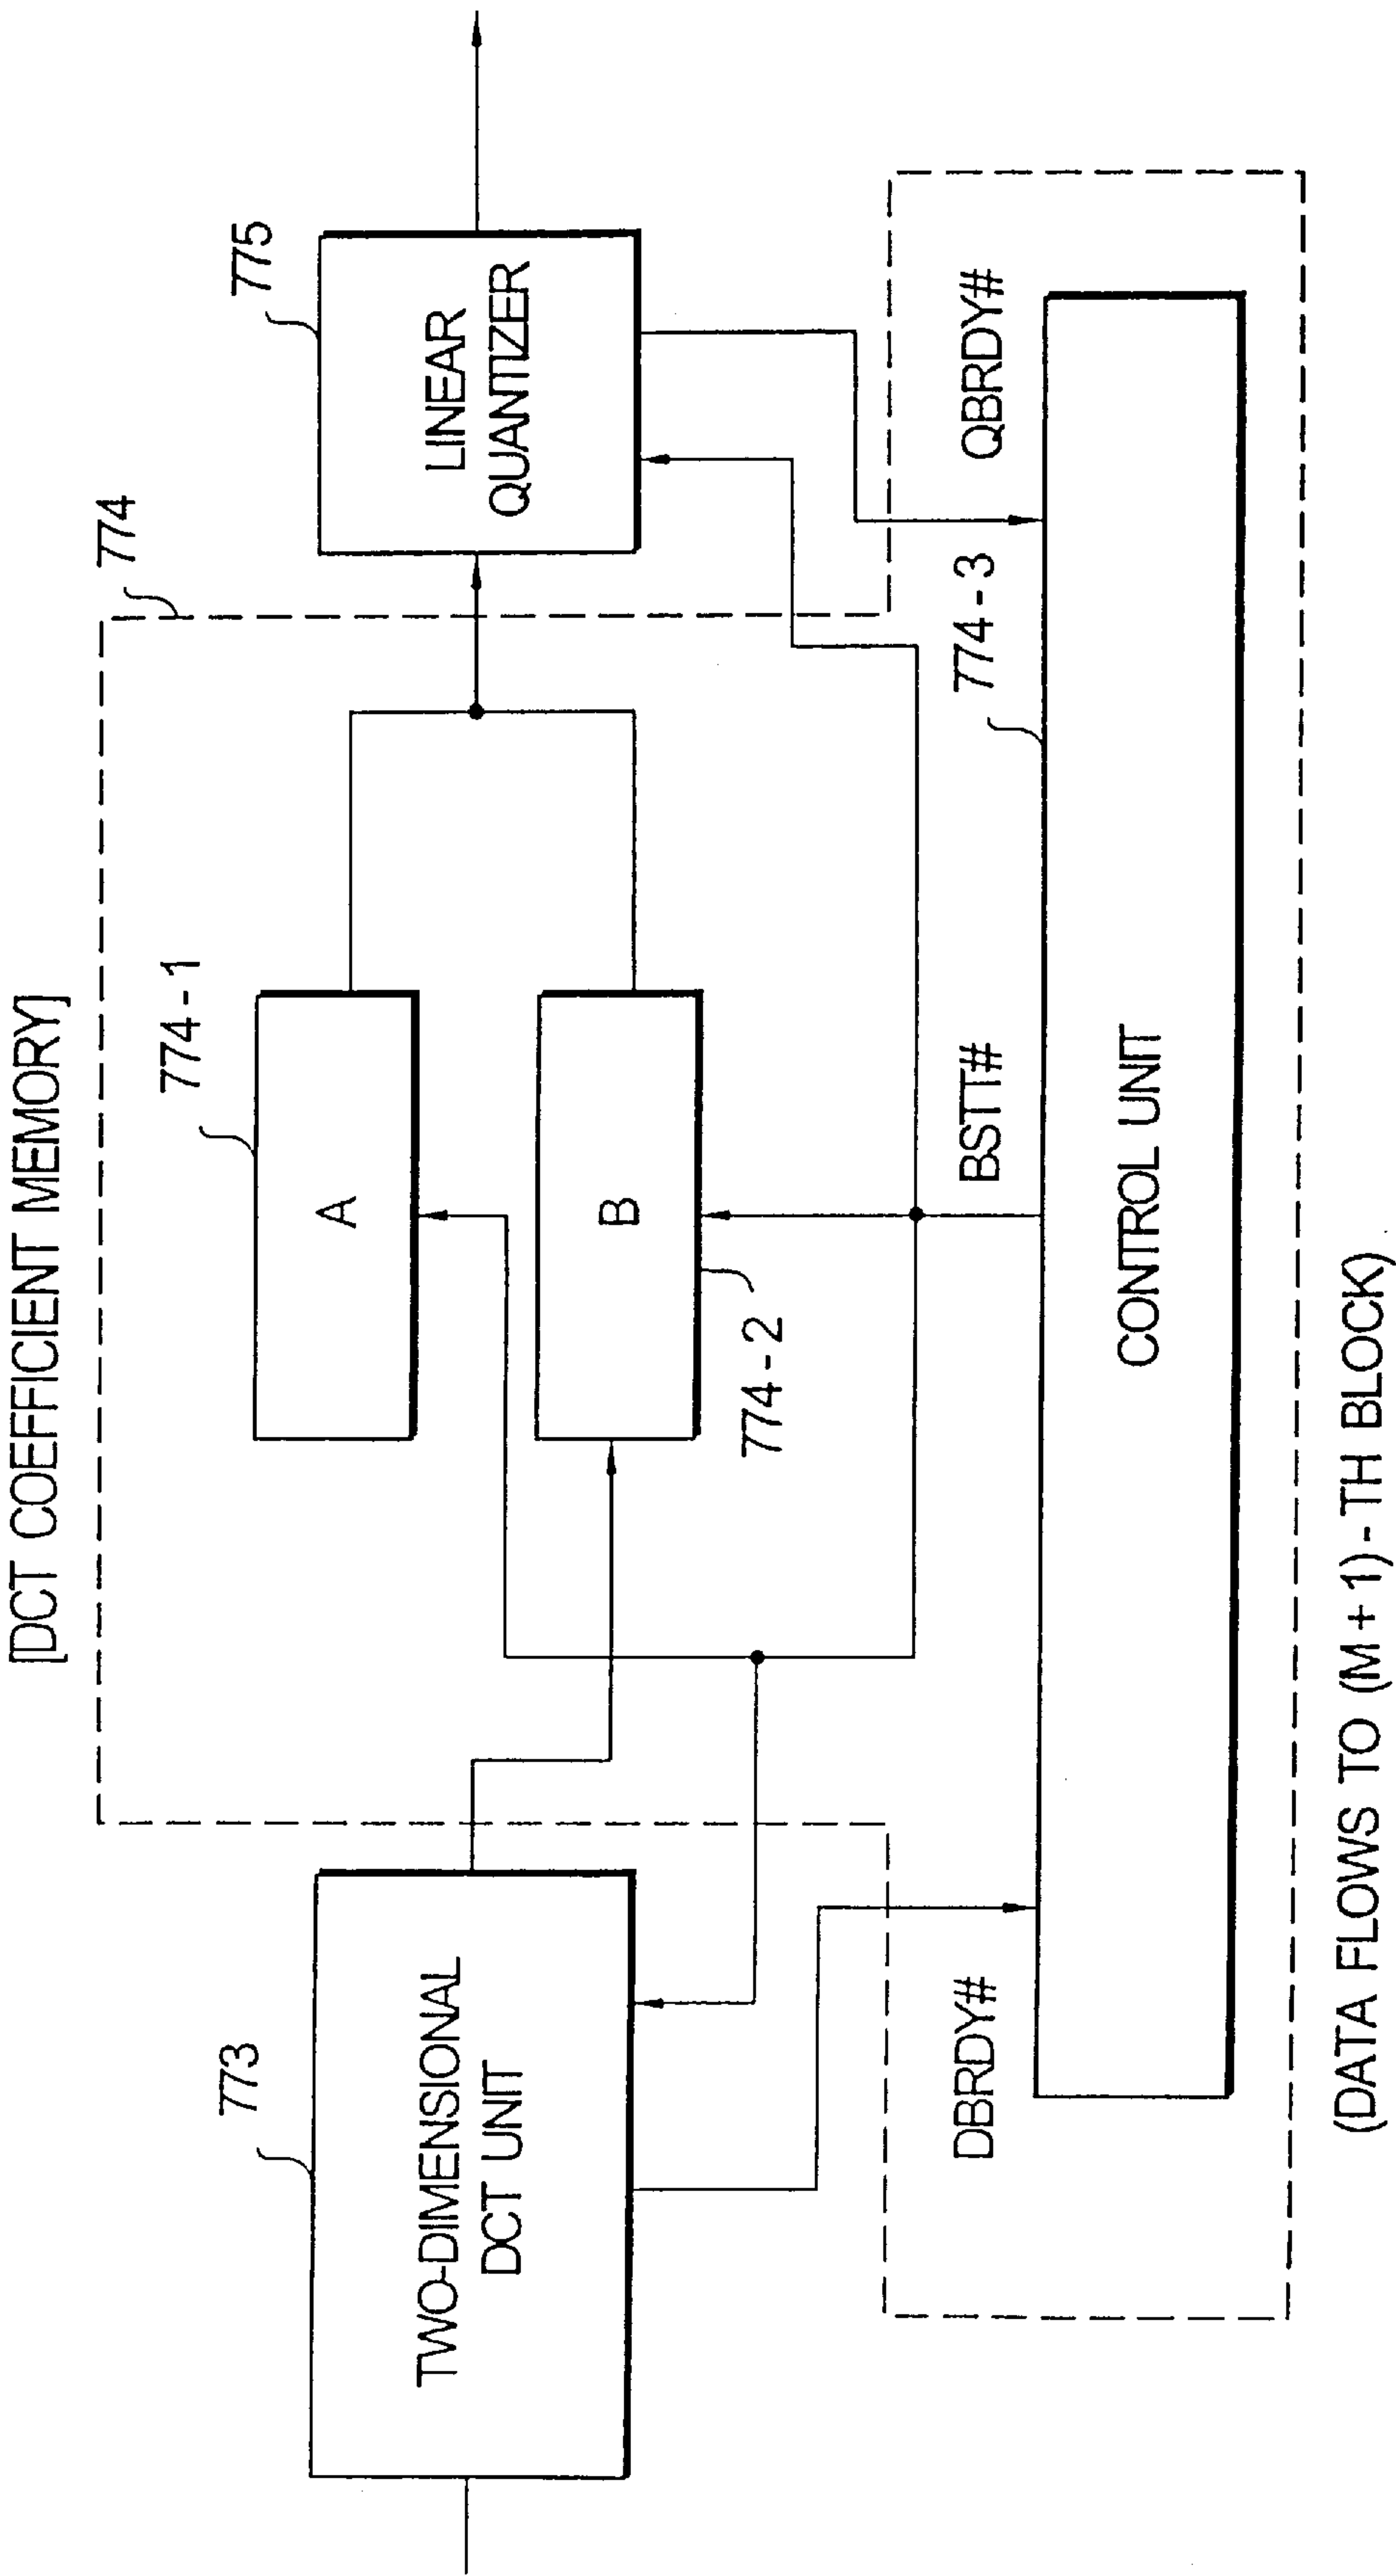 [DCT COEFFICIENT MEMORY]
774
773
774 - 1
775
TWO-DIMENSIONAL
DCT UNIT
A
B
LINEAR
QUANTIZER
774 - 2
DBRDY#
BSTT#
774 - 3
QBRDY#
CONTROL UNIT
(DATA FLOWS TO (M + 1) - TH BLOCK)